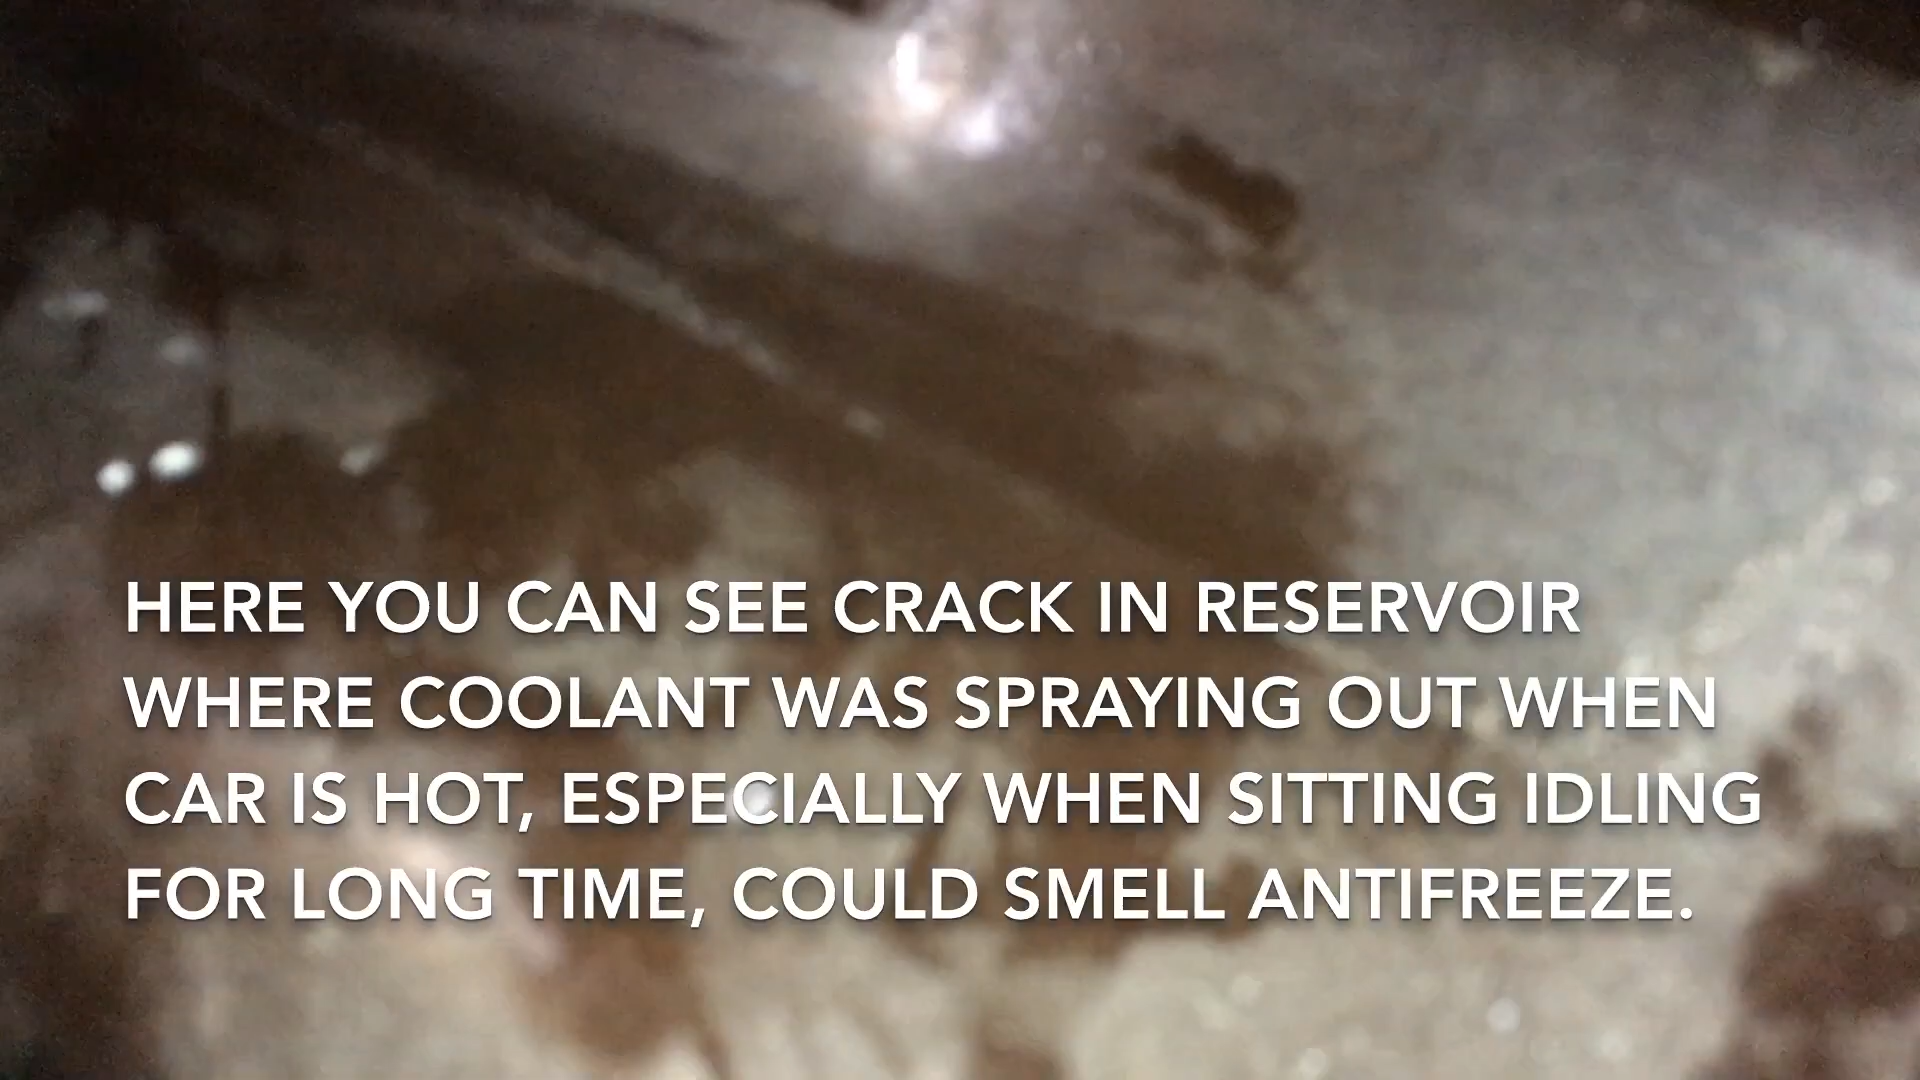 HERE YOU CAN SEE CRACK IN RESERVOIR
WHERE COOLANT WAS SPRAYING OUT WHEN
CAR IS HOT, ESPECIALLY WHEN SITTING IDLING
FOR LONG TIME, COULD SMELL ANTIFREEZE.